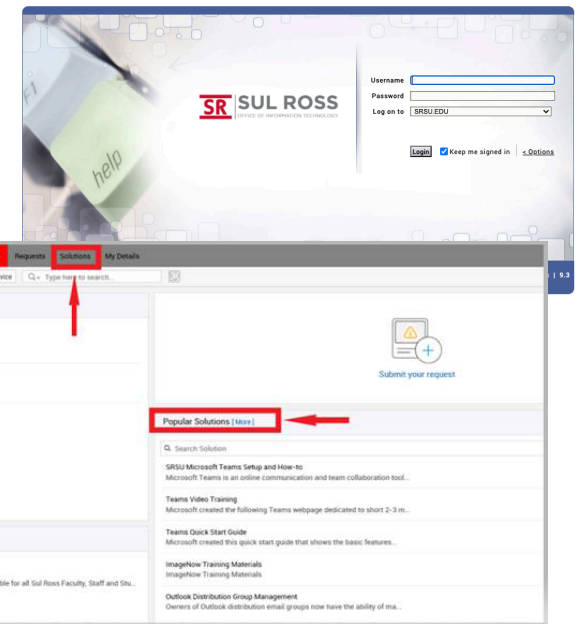 F1
help
SR SUL ROSS
OFFICE OF INFORMATION TECHNOLOGY
Username
Password
Log on to SRSU.EDU
Login Keep me signed in < Options
| 9.3
Requests Solutions My Details
Type here to search...
Submit your request
Popular Solutions [ More ]
Search Solution
SRSU Microsoft Teams Setup and How-to
Microsoft Teams is an online communication and team collaboration tool...
Teams Video Training
Microsoft created the following Teams webpage dedicated to short 2-3 m...
Teams Quick Start Guide
Microsoft created this quick start guide that shows the basic features...
ImageNow Training Materials
ImageNow Training Materials
Outlook Distribution Group Management
Owners of Outlook distribution email groups now have the ability of ma...
for all Sul Ross Faculty, Staff and Stu...